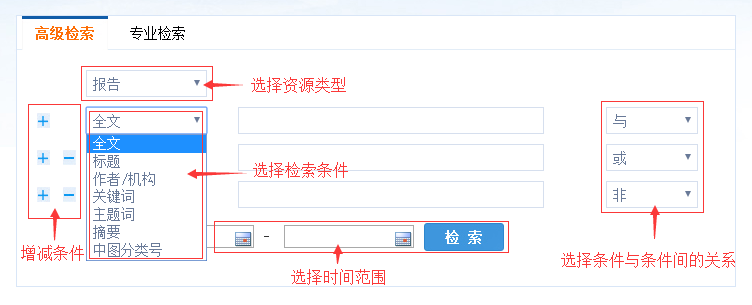 高级检索 专业检索
报告 选择资源类型
全文 与
全文
标题 或
作者/机构 选择检索条件
关键词 非
主题词
摘要
中图分类号
增减条件
- 检 索
选择时间范围
选择条件与条件间的关系